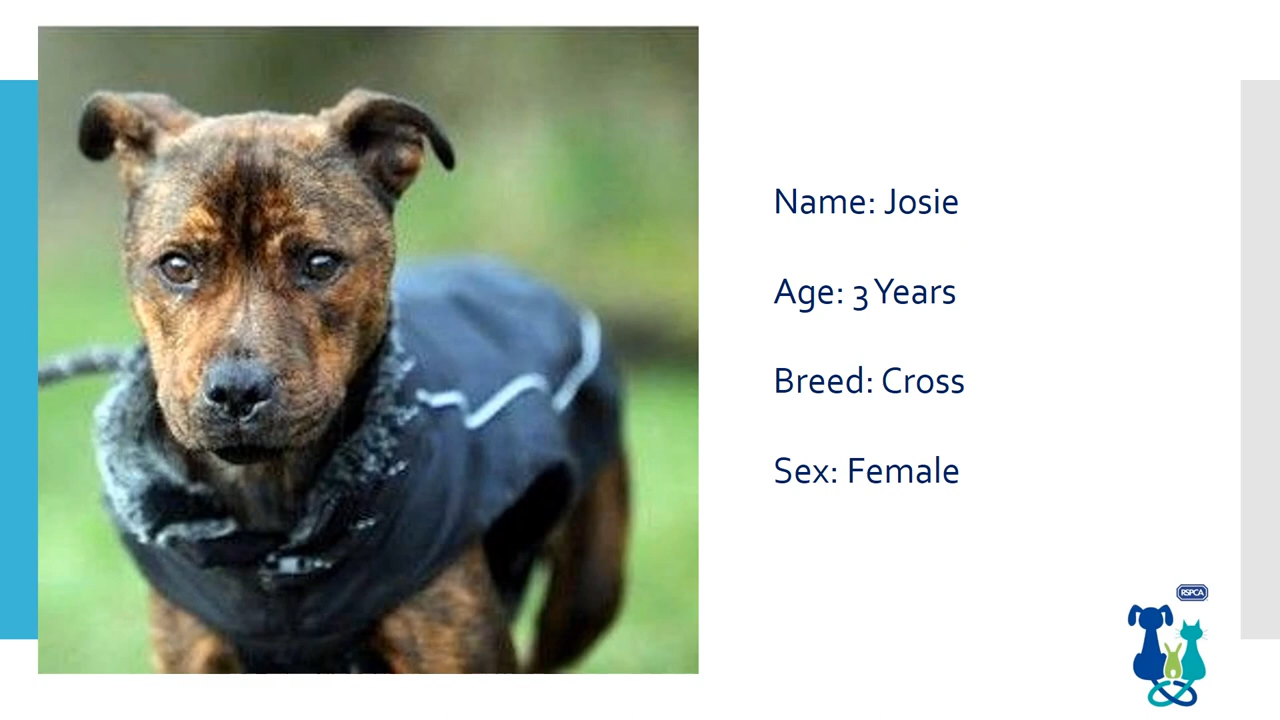 Name: Josie
Age: 3 Years
Breed: Cross
Sex: Female
RSPCA